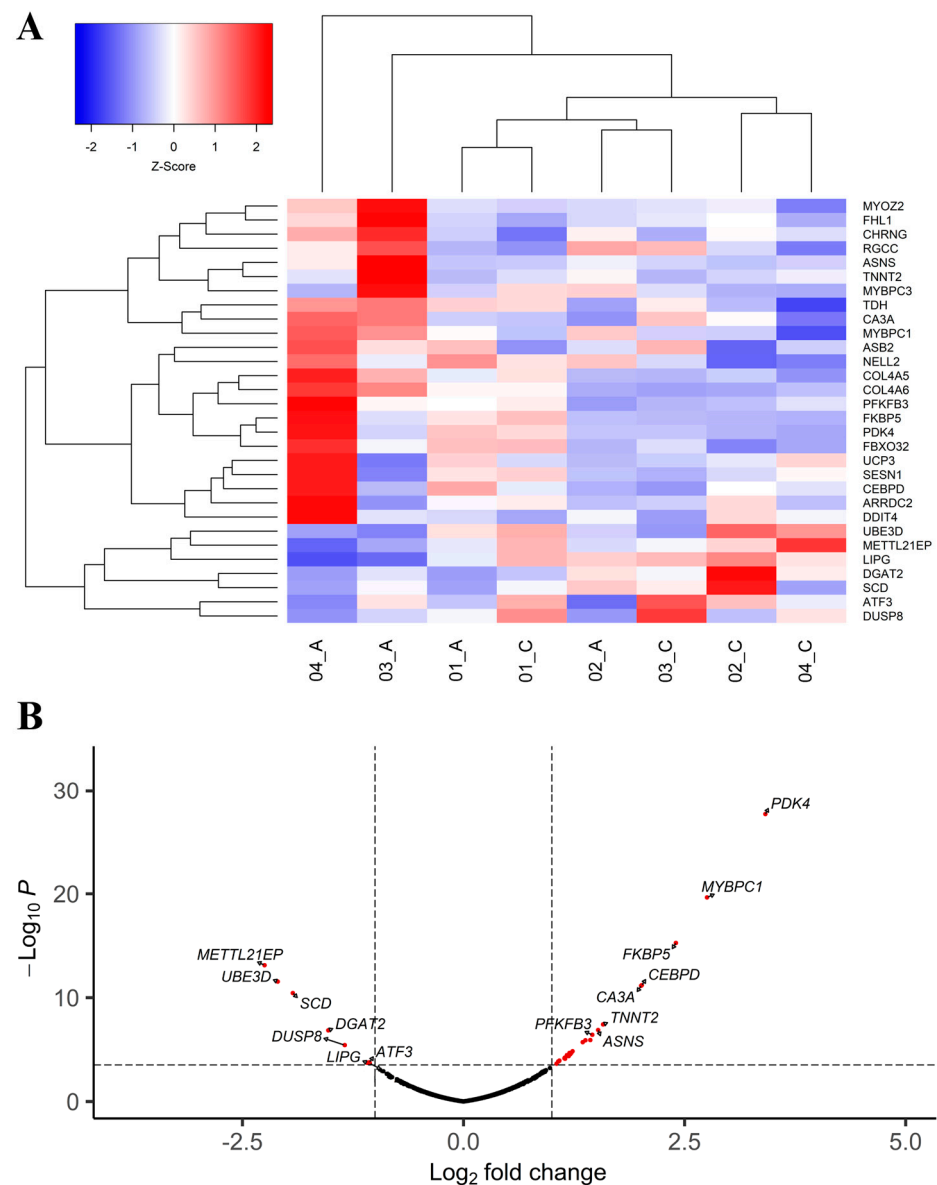 A
-2 -1 0 1 2
Z-Score
MYOZ2
FHL1
CHRNG
RGCC
ASNS
TNNT2
MYBPC3
TDH
CA3A
MYBPC1
ASB2
NELL2
COL4A5
COL4A6
PFKFB3
FKBP5
PDK4
FBXO32
UCP3
SESN1
CEBPD
ARRDC2
DDIT4
UBE3D
METTL21EP
LIPG
DGAT2
SCD
ATF3
DUSP8
04_A 03_A 01_A 01_C 02_A 03_C 02_C 04_C
B
30
PDK4
MYBPC1
20
−Log10 P
FKBP5
METTL21EP
CEBPD
UBE3D
CA3A
SCD
10
TNNT2
DGAT2
PFKFB3
DUSP8
ASNS
ATF3
LIPG
0
-2.5 0.0 2.5 5.0
Log2 fold change